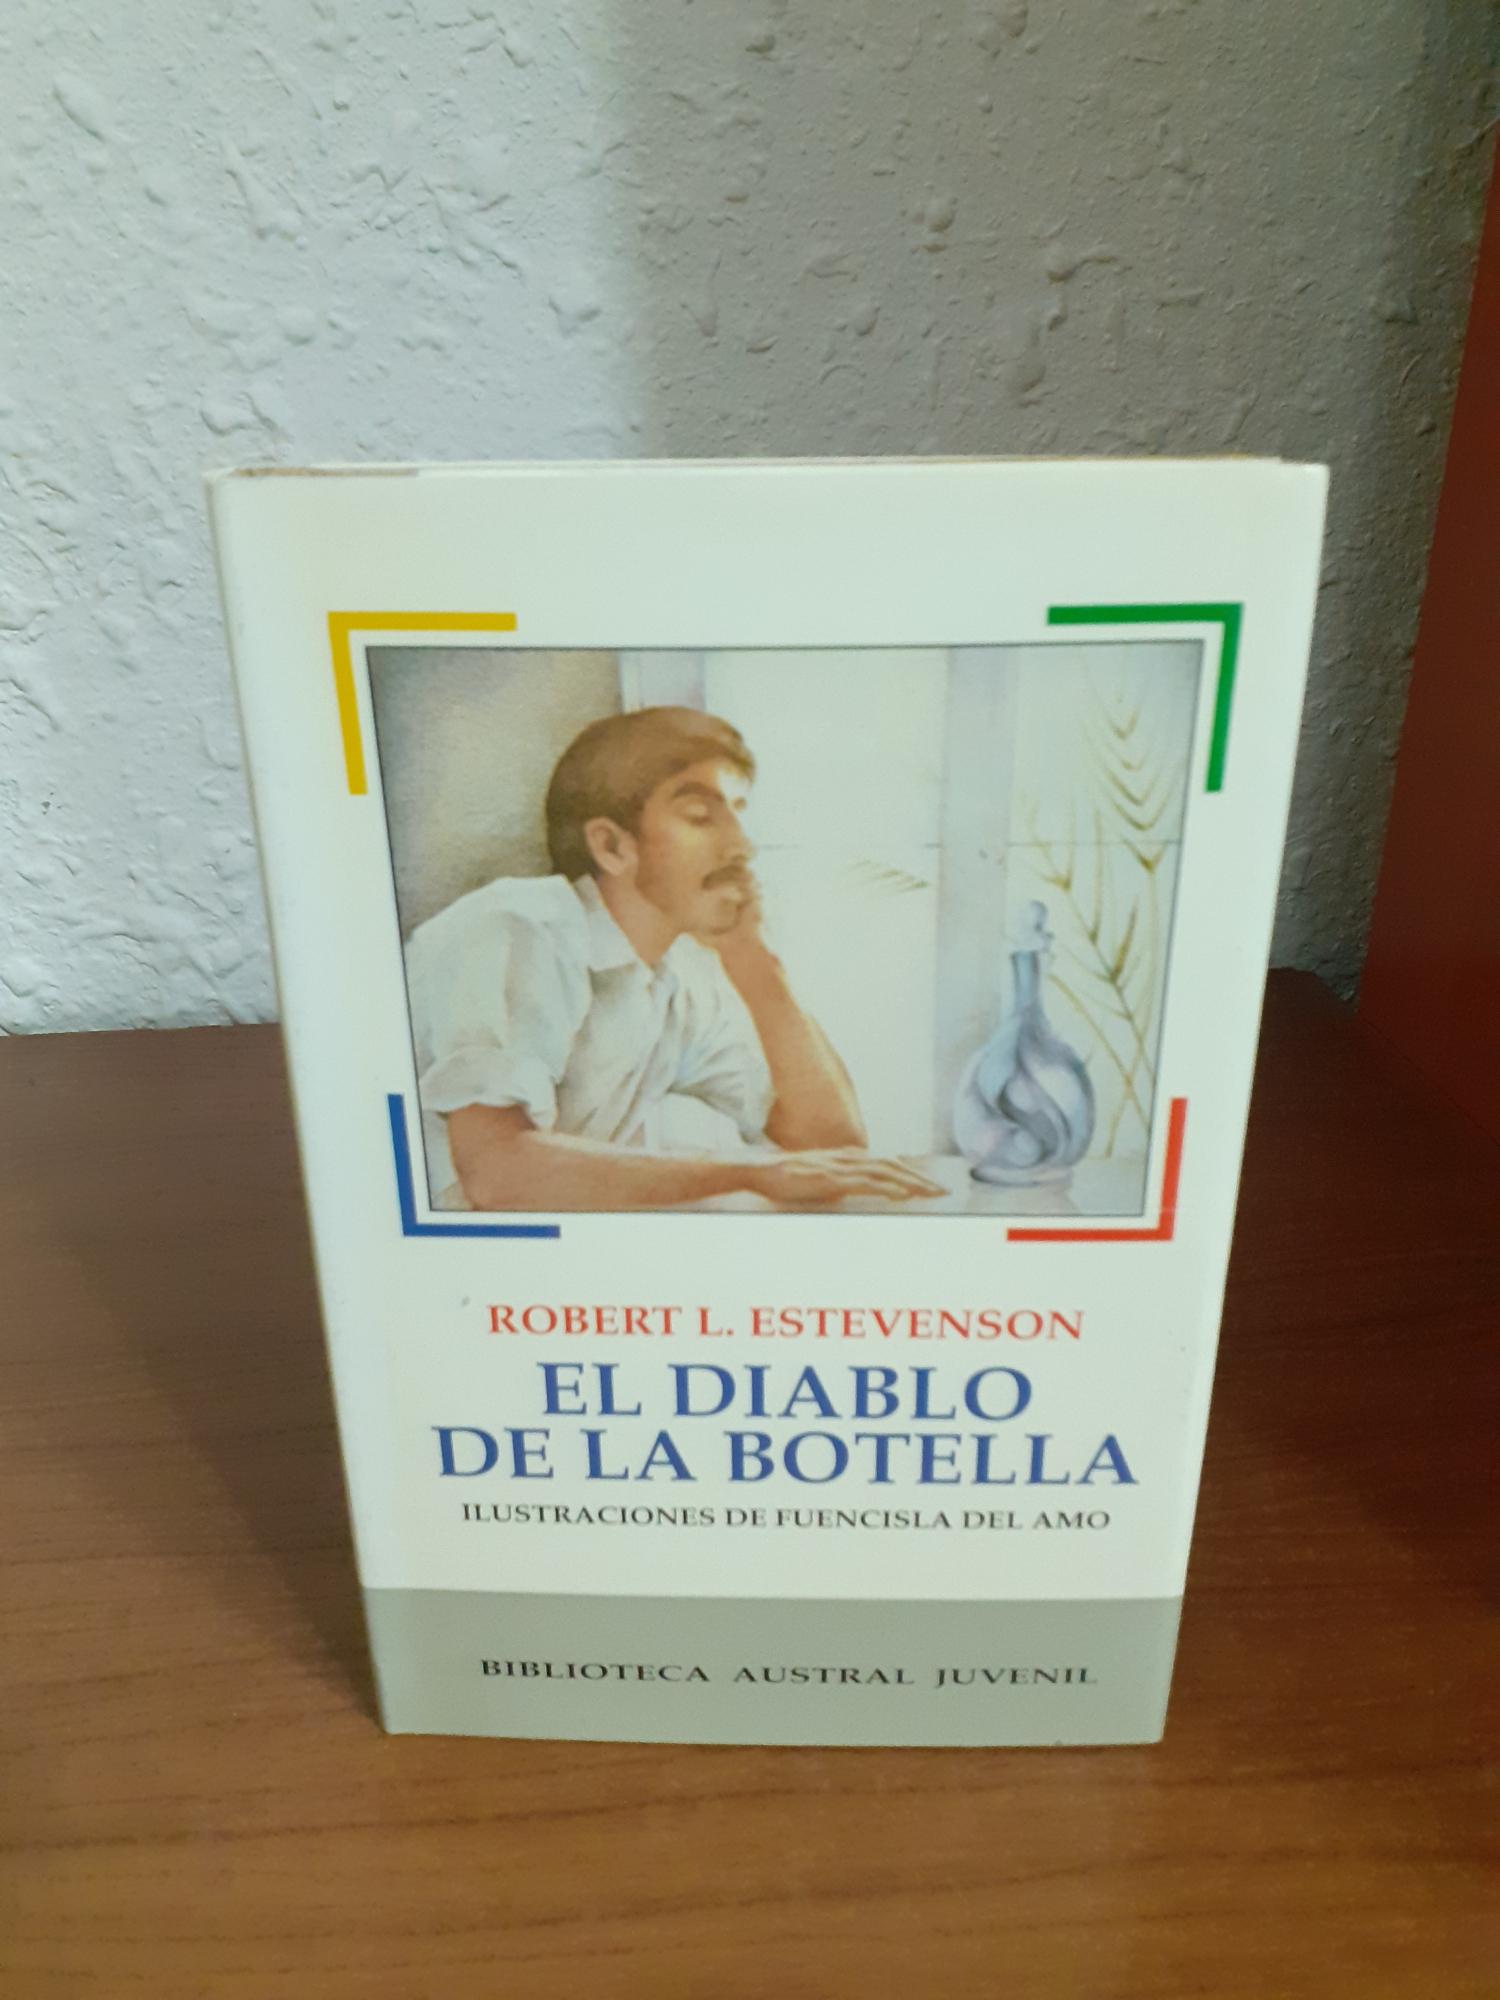 ROBERT L. ESTEVENSON
EL DIABLO
DE LA BOTELLA
ILUSTRACIONES DE FUENCISLA DEL AMO
BIBLIOTECA AUSTRAL JUVENIL